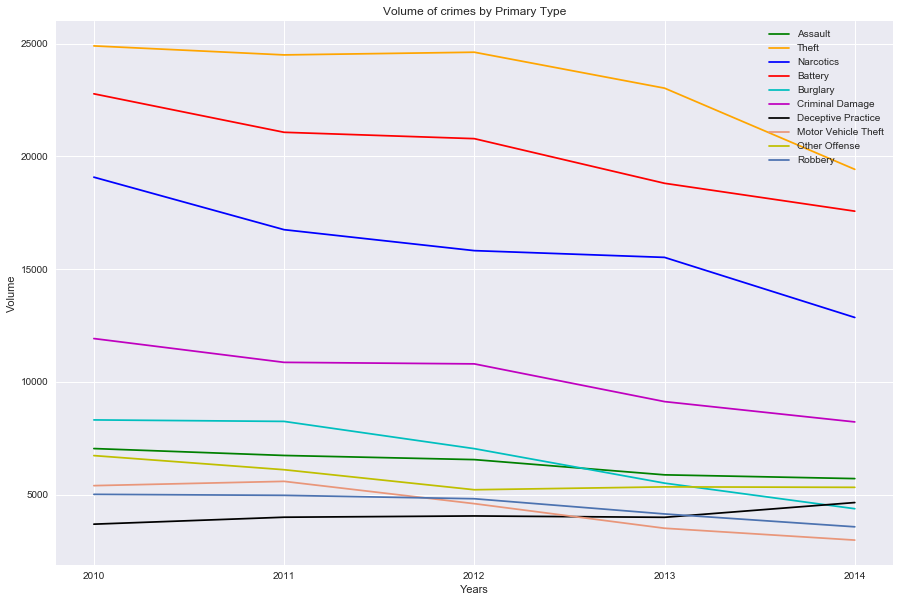 Volume of crimes by Primary Type
25000
20000
15000
10000
5000
Volume
2010
2011
2012
2013
2014
Years
Assault
Theft
Narcotics
Battery
Burglary
Criminal Damage
Deceptive Practice
Motor Vehicle Theft
Other Offense
Robbery